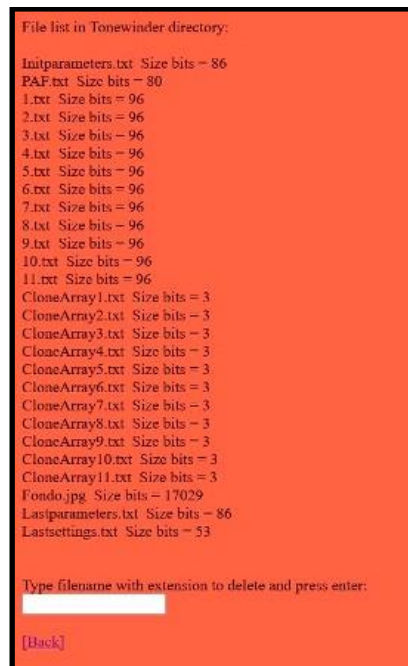 File list in Tonewinder directory:
Initparameters.txt Size bits = 86
PAF.txt Size bits = 80
1.txt Size bits = 96
2.txt Size bits = 96
3.txt Size bits = 96
4.txt Size bits = 96
5.txt Size bits = 96
6.txt Size bits = 96
7.txt Size bits = 96
8.txt Size bits = 96
9.txt Size bits = 96
10.txt Size bits = 96
11.txt Size bits = 96
CloneArray1.txt Size bits = 3
CloneArray2.txt Size bits = 3
CloneArray3.txt Size bits = 3
CloneArray4.txt Size bits = 3
CloneArray5.txt Size bits = 3
CloneArray6.txt Size bits = 3
CloneArray7.txt Size bits = 3
CloneArray8.txt Size bits = 3
CloneArray9.txt Size bits = 3
CloneArray10.txt Size bits = 3
CloneArray11.txt Size bits = 3
Fondo.jpg Size bits = 17029
Lastparameters.txt Size bits = 86
Lastsettings.txt Size bits = 53
Type filename with extension to delete and press enter:
[Back]